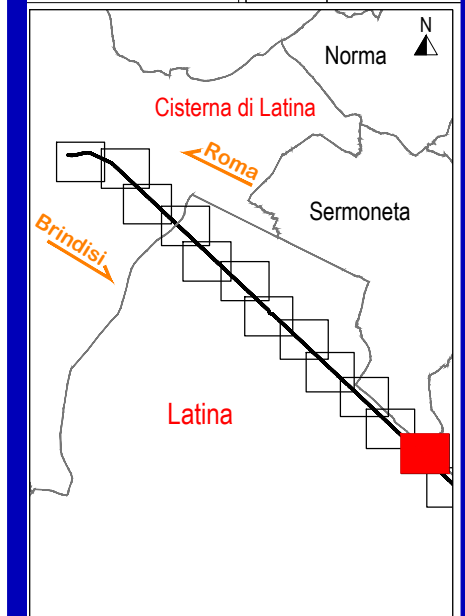 N
Norma
Cisterna di Latina
Roma
Sermoneta
Brindisi
Latina